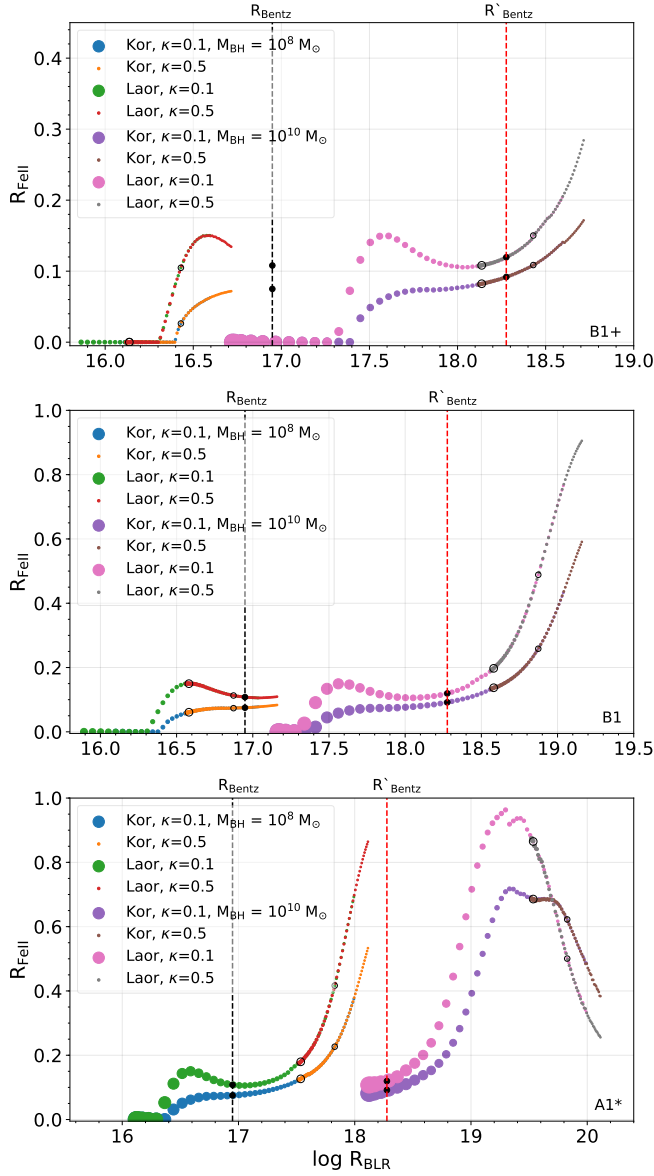 R_Bentz R`_Bentz
R_FeII
Kor, κ=0.1, M_BH = 10^8 M_⊙
Kor, κ=0.5
Laor, κ=0.1
Laor, κ=0.5
Kor, κ=0.1, M_BH = 10^10 M_⊙
Kor, κ=0.5
Laor, κ=0.1
Laor, κ=0.5
0.4
0.3
0.2
0.1
0.0
B1+
16.0 16.5 17.0 17.5 18.0 18.5 19.0
R_Bentz R`_Bentz
R_FeII
Kor, κ=0.1, M_BH = 10^8 M_⊙
Kor, κ=0.5
Laor, κ=0.1
Laor, κ=0.5
Kor, κ=0.1, M_BH = 10^10 M_⊙
Kor, κ=0.5
Laor, κ=0.1
Laor, κ=0.5
1.0
0.8
0.6
0.4
0.2
0.0
B1
16.0 16.5 17.0 17.5 18.0 18.5 19.0 19.5
R_Bentz R`_Bentz
R_FeII
Kor, κ=0.1, M_BH = 10^8 M_⊙
Kor, κ=0.5
Laor, κ=0.1
Laor, κ=0.5
Kor, κ=0.1, M_BH = 10^10 M_⊙
Kor, κ=0.5
Laor, κ=0.1
Laor, κ=0.5
1.0
0.8
0.6
0.4
0.2
0.0
A1*
16 17 18 19 20
log R_BLR